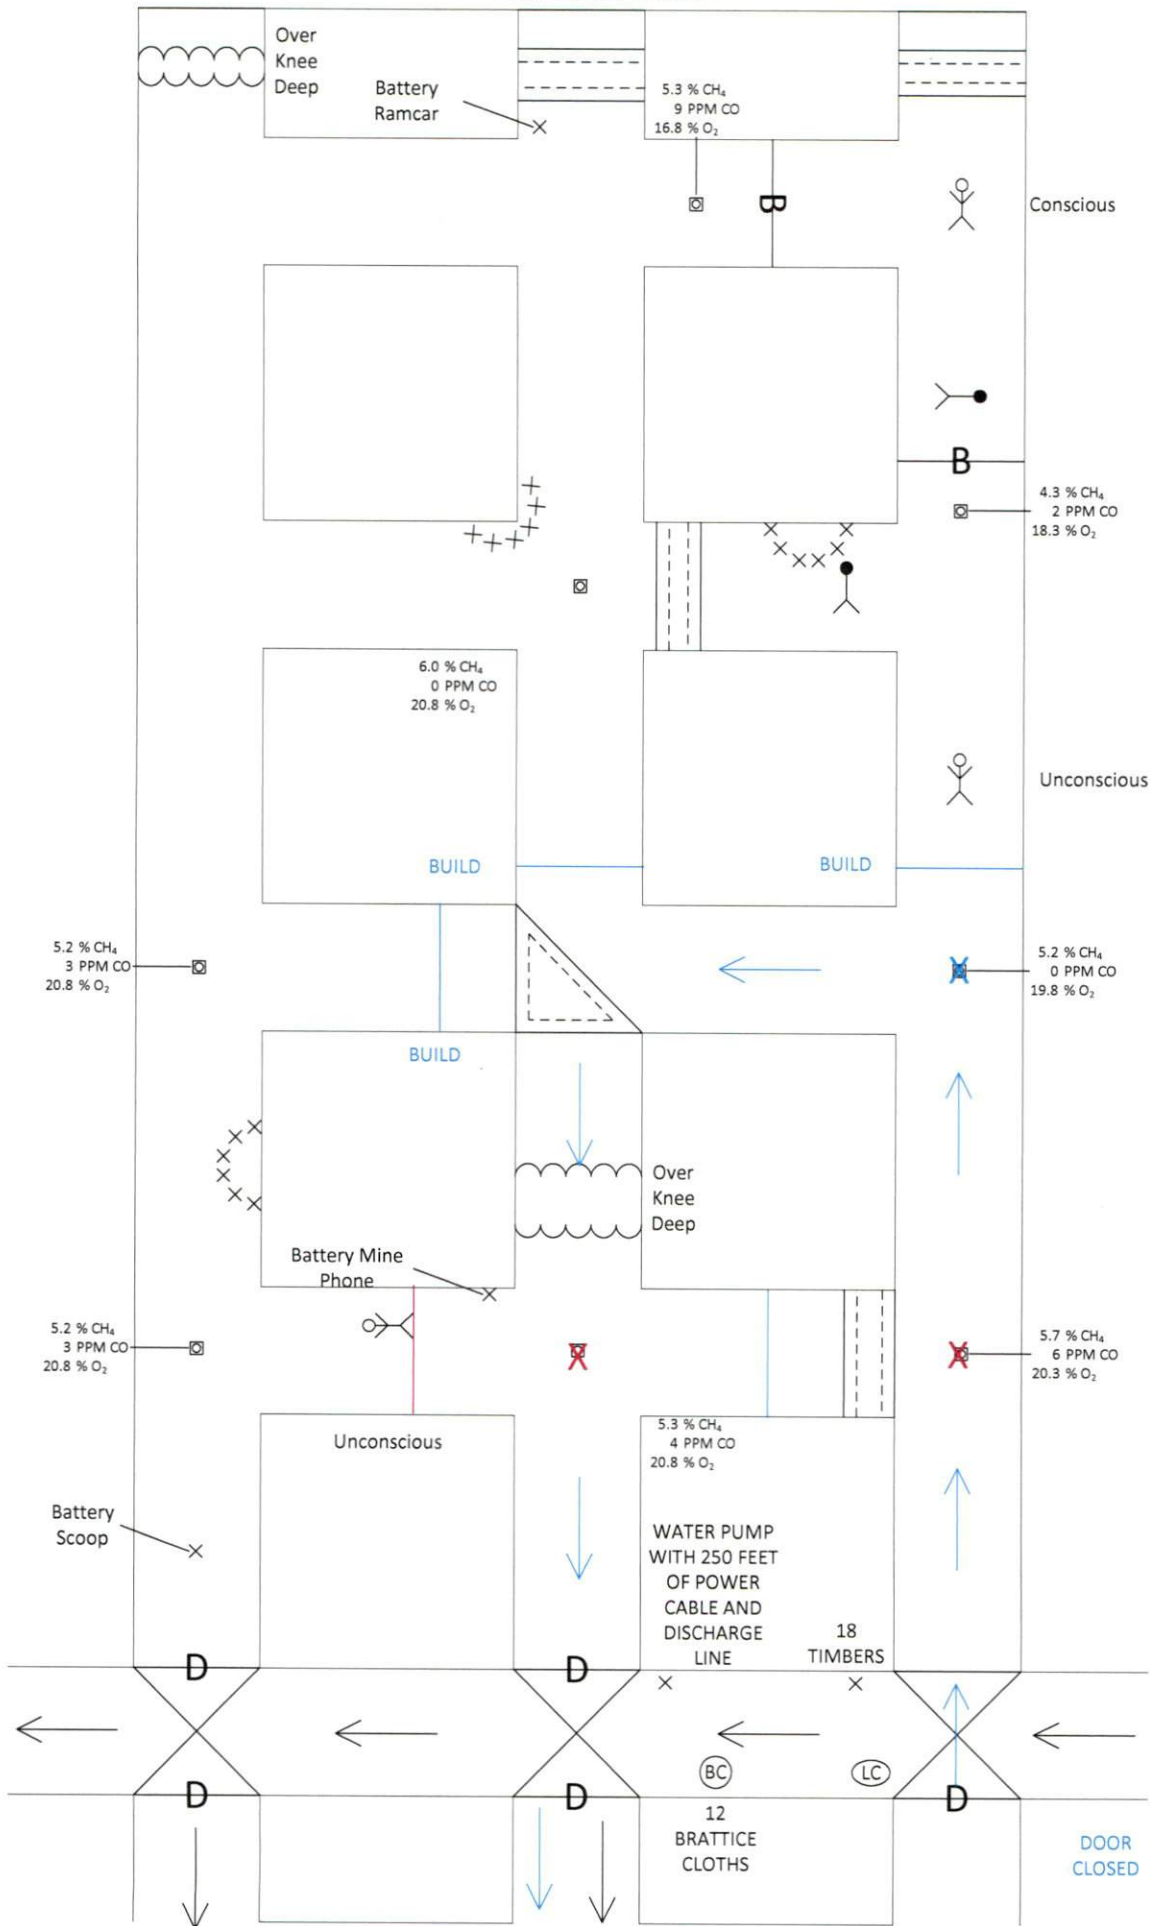 Over
Knee
Deep
Battery
Ramcar
5.3 % CH₄
9 PPM CO
16.8 % O₂
B
Conscious
B
4.3 % CH₄
2 PPM CO
18.3 % O₂
6.0 % CH₄
0 PPM CO
20.8 % O₂
Unconscious
BUILD
BUILD
5.2 % CH₄
3 PPM CO
20.8 % O₂
5.2 % CH₄
0 PPM CO
19.8 % O₂
BUILD
Over
Knee
Deep
Battery Mine
Phone
5.2 % CH₄
3 PPM CO
20.8 % O₂
5.7 % CH₄
6 PPM CO
20.3 % O₂
Unconscious
5.3 % CH₄
4 PPM CO
20.8 % O₂
Battery
Scoop
WATER PUMP
WITH 250 FEET
OF POWER
CABLE AND
DISCHARGE
LINE
18
TIMBERS
D
D
BC
LC
D
D
D
12
BRATTICE
CLOTHS
DOOR
CLOSED